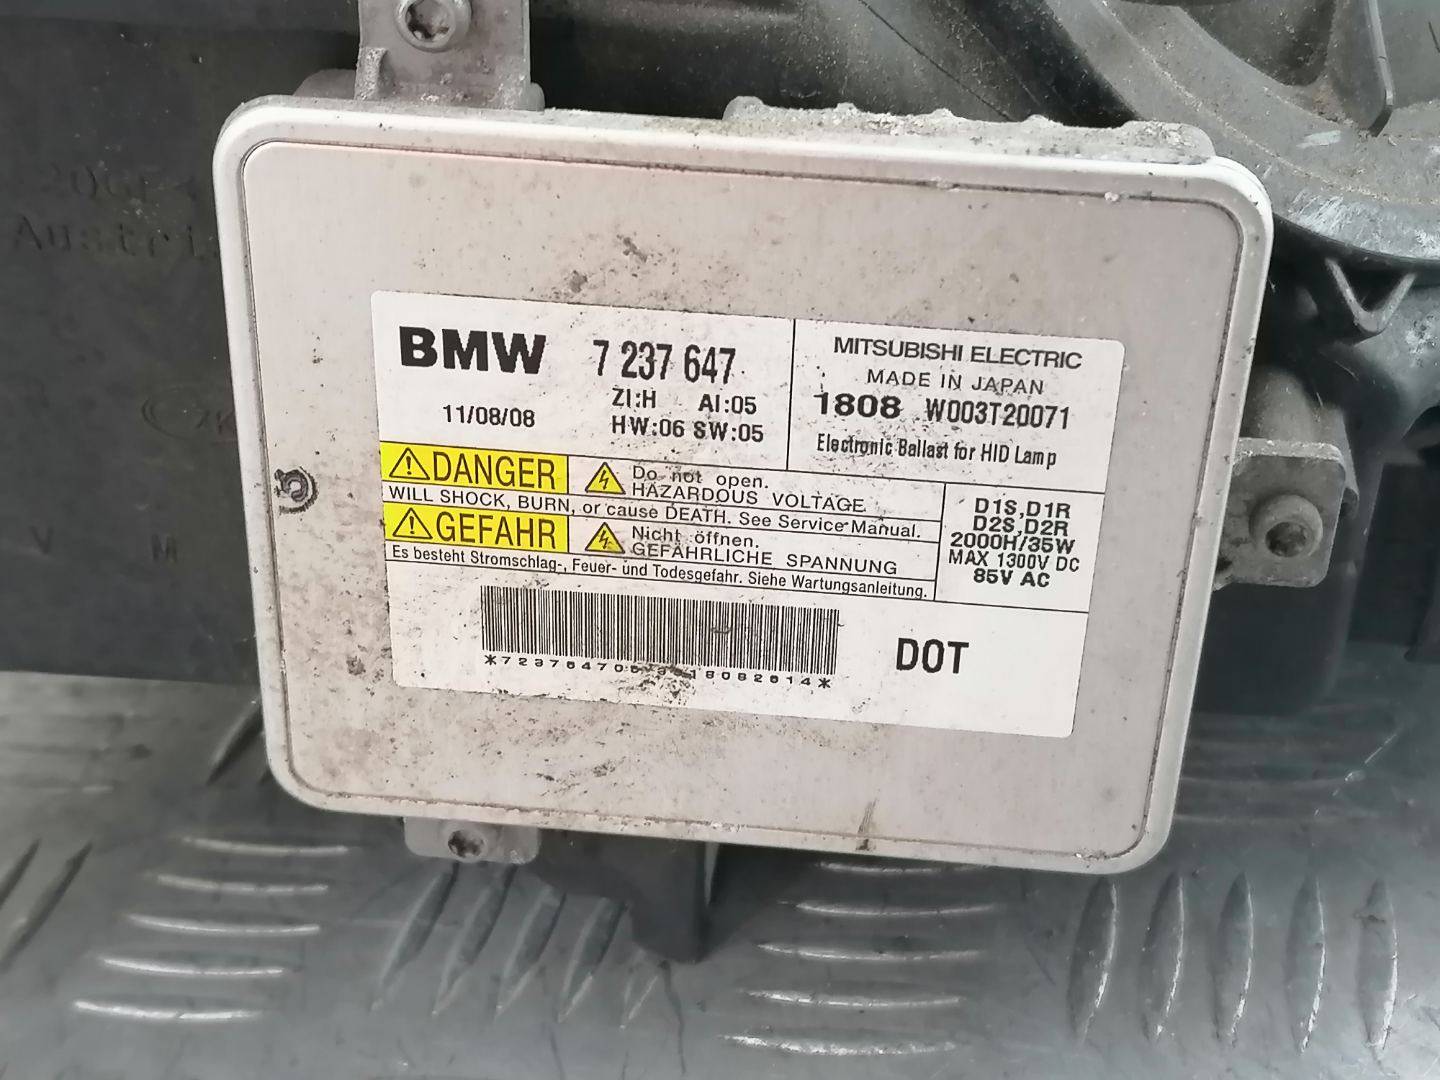 BMW 7 237 647
ZI:H AI:05
11/08/08
HW:06 SW:05
MITSUBISHI ELECTRIC
MADE IN JAPAN
1808 W003T20071
Electronic Ballast for HID Lamp
DANGER
Do not open.
HAZARDOUS VOLTAGE
WILL SHOCK, BURN, or cause DEATH. See Service Manual.
GEFAHR
Nicht öffnen.
GEFÄHRLICHE SPANNUNG
Es besteht Stromschlag-, Feuer- und Todesgefahr. Siehe Wartungsanleitung.
D1S,D1R
D2S,D2R
2000H/35W
MAX 1300V DC
85V AC
DOT
V M